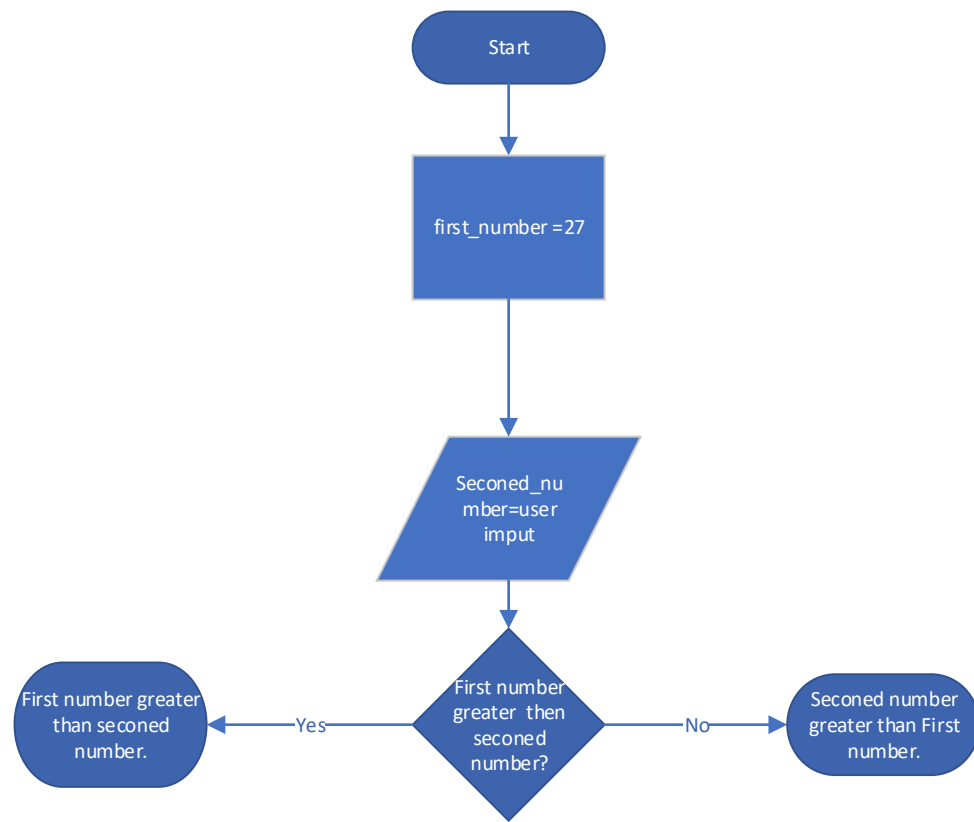 Start
first_number =27
Seconed_nu
mber=user
imput
First number greater
than seconed
number.
Yes
First number
greater then
seconed
number?
No
Seconed number
greater than First
number.